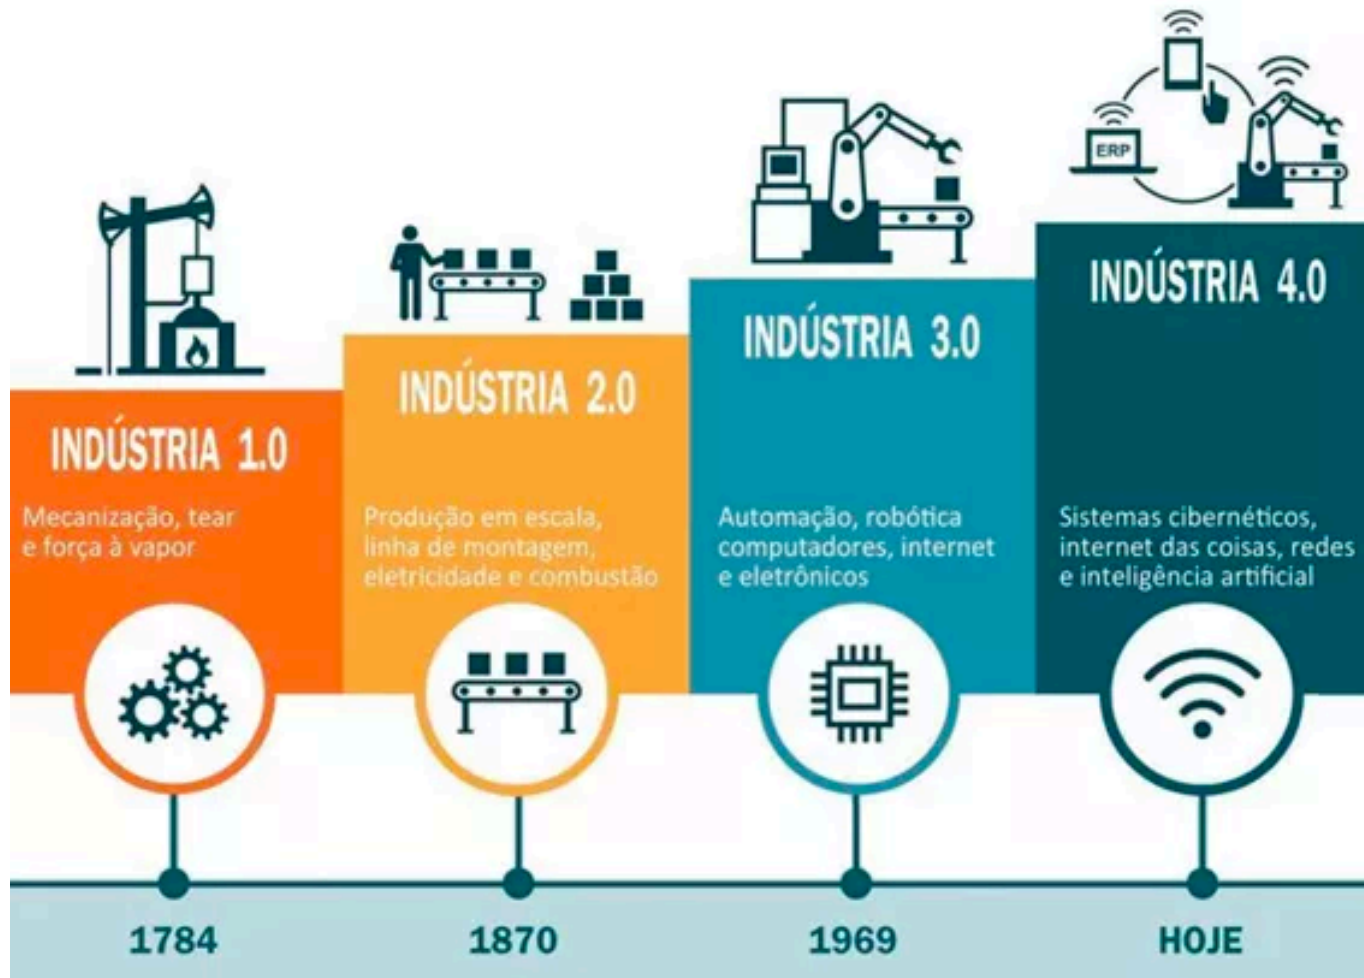 ERP
INDÚSTRIA 1.0
Mecanização, tear
e força à vapor
INDÚSTRIA 2.0
Produção em escala,
linha de montagem,
eletricidade e combustão
INDÚSTRIA 3.0
Automação, robótica
computadores, internet
e eletrônicos
INDÚSTRIA 4.0
Sistemas cibernéticos,
internet das coisas, redes
e inteligência artificial
1784
1870
1969
HOJE